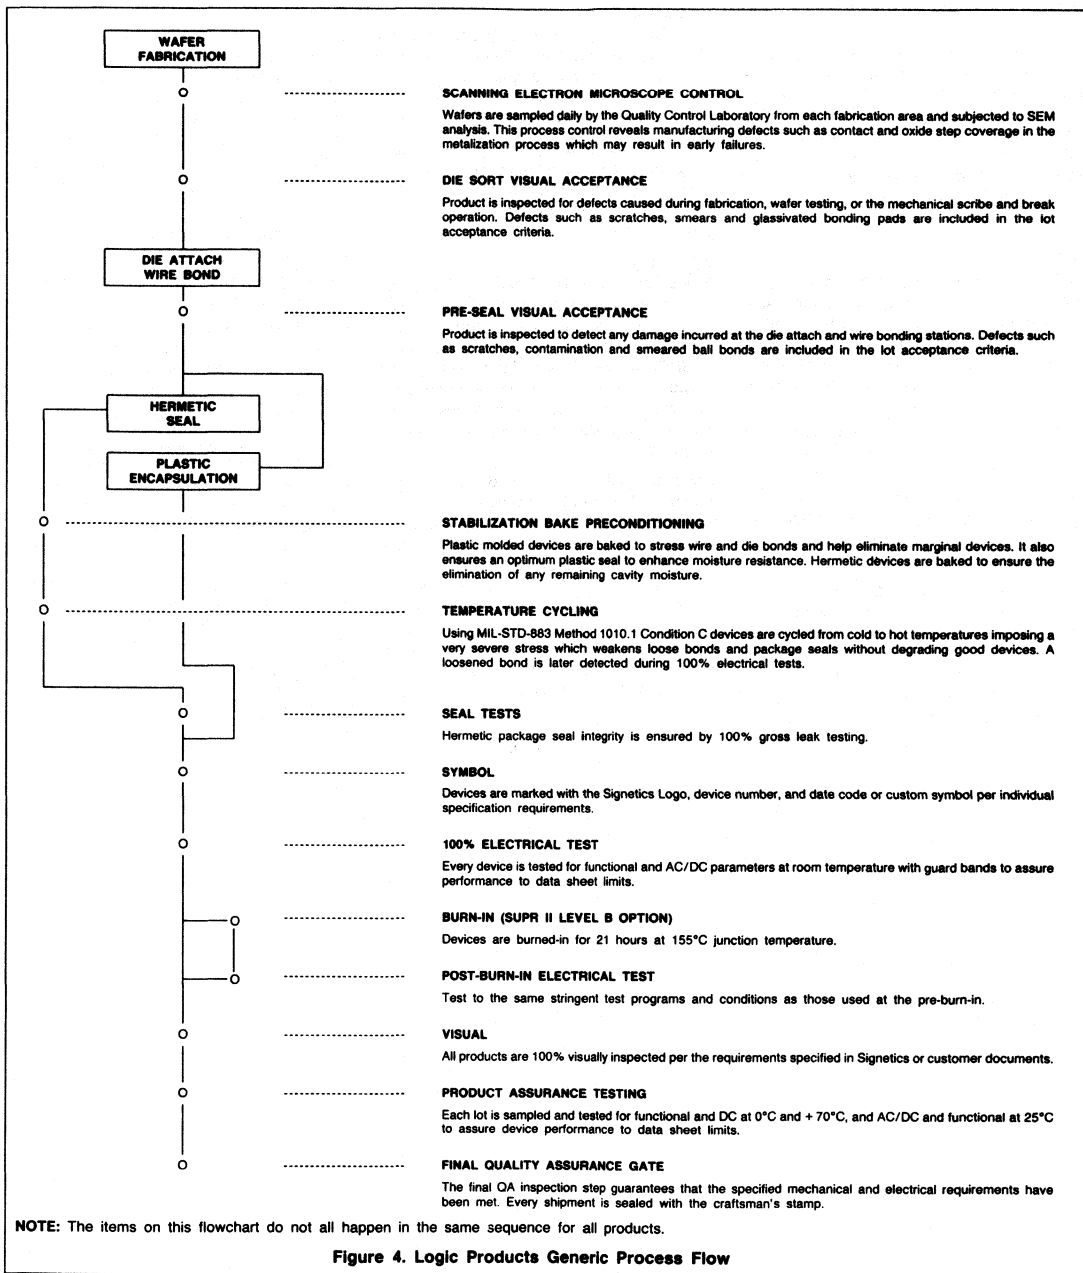 WAFER
FABRICATION
SCANNING ELECTRON MICROSCOPE CONTROL
Wafers are sampled daily by the Quality Control Laboratory from each fabrication area and subjected to SEM
analysis. This process control reveals manufacturing defects such as contact and oxide step coverage in the
metalization process which may result in early failures.
DIE SORT VISUAL ACCEPTANCE
Product is inspected for defects caused during fabrication, wafer testing, or the mechanical scribe and break
operation. Defects such as scratches, smears and glassivated bonding pads are included in the lot
acceptance criteria.
DIE ATTACH
WIRE BOND
PRE-SEAL VISUAL ACCEPTANCE
Product is inspected to detect any damage incurred at the die attach and wire bonding stations. Defects such
as scratches, contamination and smeared ball bonds are included in the lot acceptance criteria.
HERMETIC
SEAL
PLASTIC
ENCAPSULATION
STABILIZATION BAKE PRECONDITIONING
Plastic molded devices are baked to stress wire and die bonds and help eliminate marginal devices. It also
ensures an optimum plastic seal to enhance moisture resistance. Hermetic devices are baked to ensure the
elimination of any remaining cavity moisture.
TEMPERATURE CYCLING
Using MIL-STD-883 Method 1010.1 Condition C devices are cycled from cold to hot temperatures imposing a
very severe stress which weakens loose bonds and package seals without degrading good devices. A
loosened bond is later detected during 100% electrical tests.
SEAL TESTS
Hermetic package seal integrity is ensured by 100% gross leak testing.
SYMBOL
Devices are marked with the Signetics Logo, device number, and date code or custom symbol per individual
specification requirements.
100% ELECTRICAL TEST
Every device is tested for functional and AC/DC parameters at room temperature with guard bands to assure
performance to data sheet limits.
BURN-IN (SUPR II LEVEL B OPTION)
Devices are burned-in for 21 hours at 155°C junction temperature.
POST-BURN-IN ELECTRICAL TEST
Test to the same stringent test programs and conditions as those used at the pre-burn-in.
VISUAL
All products are 100% visually inspected per the requirements specified in Signetics or customer documents.
PRODUCT ASSURANCE TESTING
Each lot is sampled and tested for functional and DC at 0°C and + 70°C, and AC/DC and functional at 25°C
to assure device performance to data sheet limits.
FINAL QUALITY ASSURANCE GATE
The final QA inspection step guarantees that the specified mechanical and electrical requirements have
been met. Every shipment is sealed with the craftsman's stamp.
NOTE: The items on this flowchart do not all happen in the same sequence for all products.
Figure 4. Logic Products Generic Process Flow